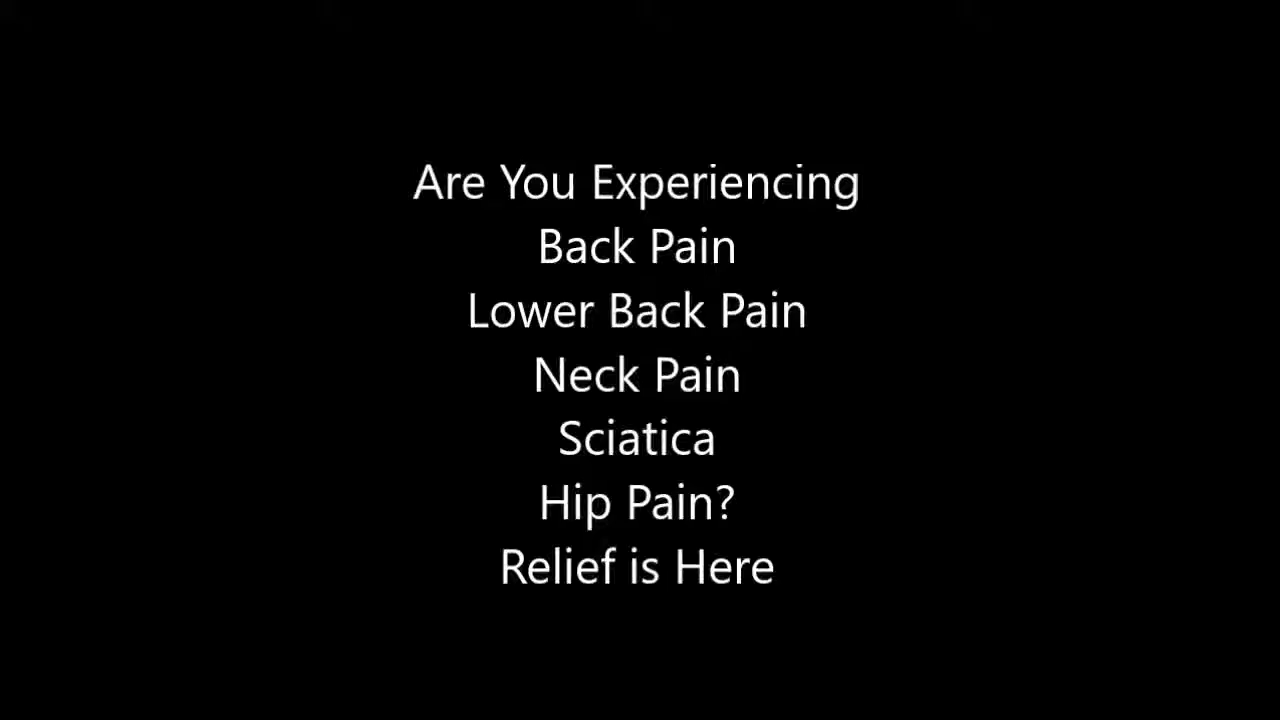 Are You Experiencing
Back Pain
Lower Back Pain
Neck Pain
Sciatica
Hip Pain?
Relief is Here